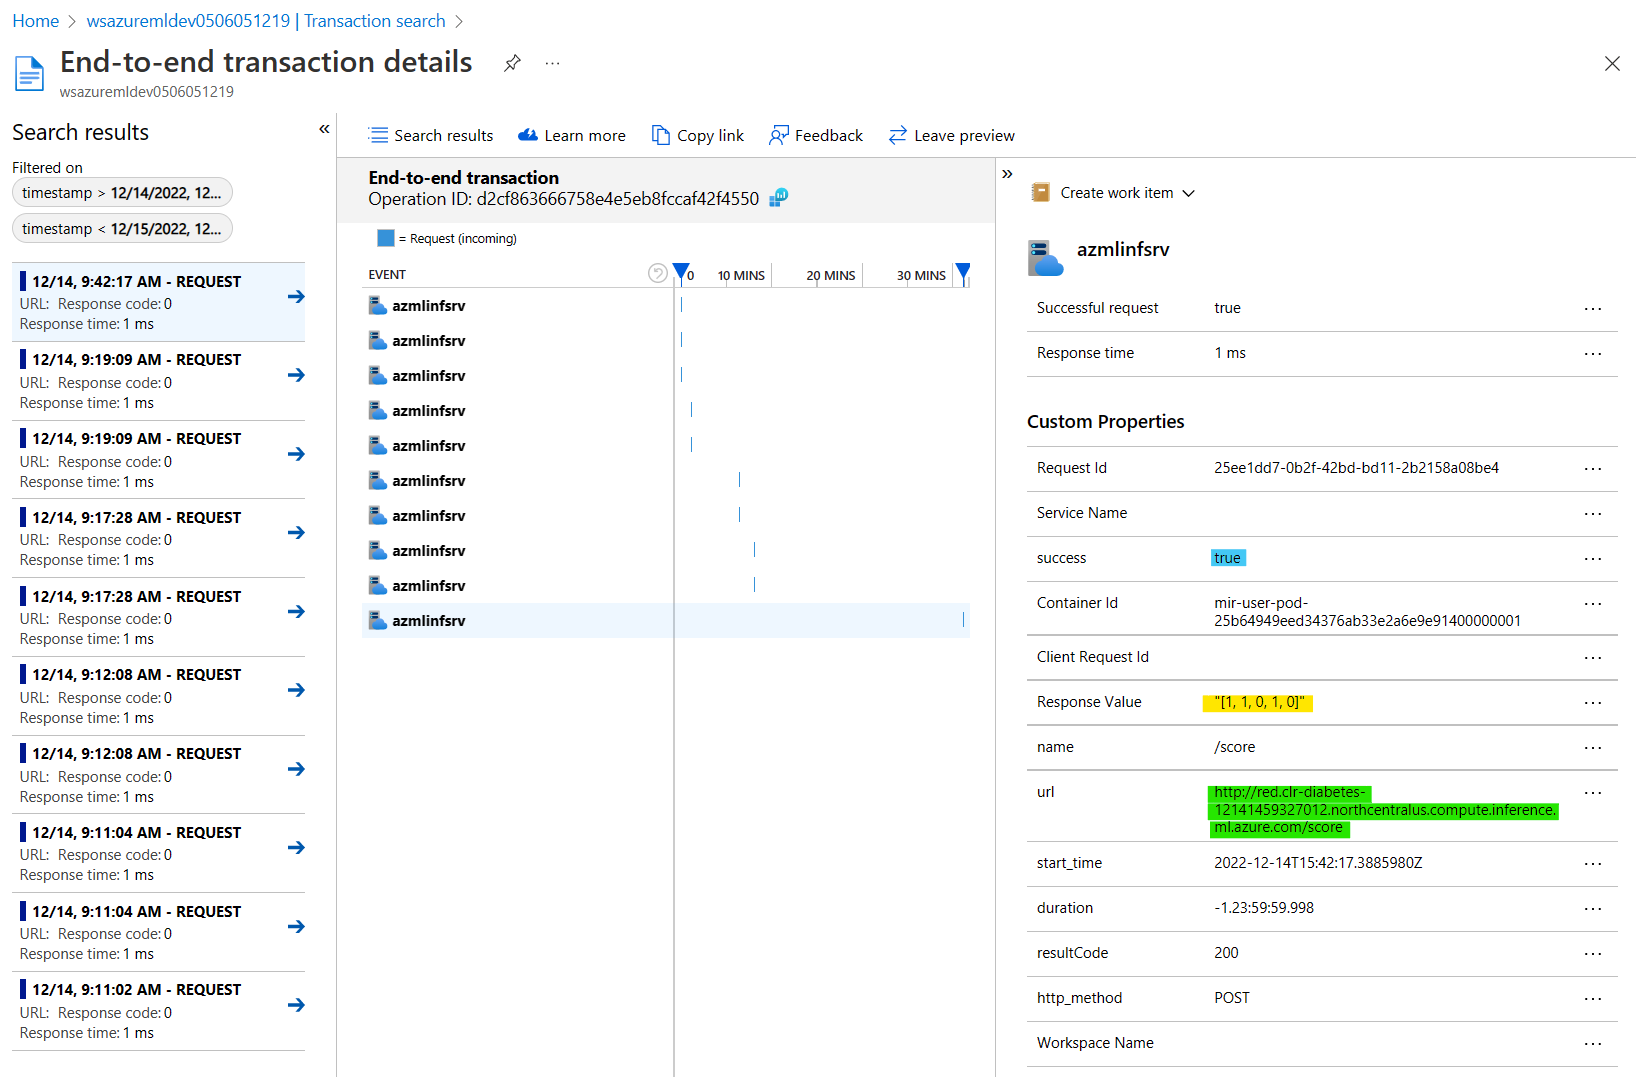 Home > wsazuremldev0506051219 | Transaction search >
End-to-end transaction details
...
wsazuremldev0506051219
Search results «
Filtered on
timestamp > 12/14/2022, 12...
timestamp < 12/15/2022, 12...
12/14, 9:42:17 AM - REQUEST
URL: Response code: 0
Response time: 1 ms
12/14, 9:19:09 AM - REQUEST
URL: Response code: 0
Response time: 1 ms
12/14, 9:19:09 AM - REQUEST
URL: Response code: 0
Response time: 1 ms
12/14, 9:17:28 AM - REQUEST
URL: Response code: 0
Response time: 1 ms
12/14, 9:17:28 AM - REQUEST
URL: Response code: 0
Response time: 1 ms
12/14, 9:12:08 AM - REQUEST
URL: Response code: 0
Response time: 1 ms
12/14, 9:12:08 AM - REQUEST
URL: Response code: 0
Response time: 1 ms
12/14, 9:11:04 AM - REQUEST
URL: Response code: 0
Response time: 1 ms
12/14, 9:11:04 AM - REQUEST
URL: Response code: 0
Response time: 1 ms
12/14, 9:11:02 AM - REQUEST
URL: Response code: 0
Response time: 1 ms
Search results Learn more Copy link Feedback Leave preview
End-to-end transaction
Operation ID: d2cf863666758e4e5eb8fccaf42f4550
= Request (incoming)
EVENT 0 10 MINS 20 MINS 30 MINS
azmlinfsrv
azmlinfsrv
azmlinfsrv
azmlinfsrv
azmlinfsrv
azmlinfsrv
azmlinfsrv
azmlinfsrv
azmlinfsrv
azmlinfsrv
»
Create work item
azmlinfsrv
Successful request true ...
Response time 1 ms ...
Custom Properties
Request Id 25ee1dd7-0b2f-42bd-bd11-2b2158a08be4 ...
Service Name ...
success true ...
Container Id mir-user-pod- ...
25b64949eed34376ab33e2a6e9e91400000001
Client Request Id ...
Response Value "[1, 1, 0, 1, 0]" ...
name /score ...
url http://red.clr-diabetes- ...
12141459327012.northcentralus.compute.inference.
ml.azure.com/score
start_time 2022-12-14T15:42:17.3885980Z ...
duration -1.23:59:59.998 ...
resultCode 200 ...
http_method POST ...
Workspace Name ...